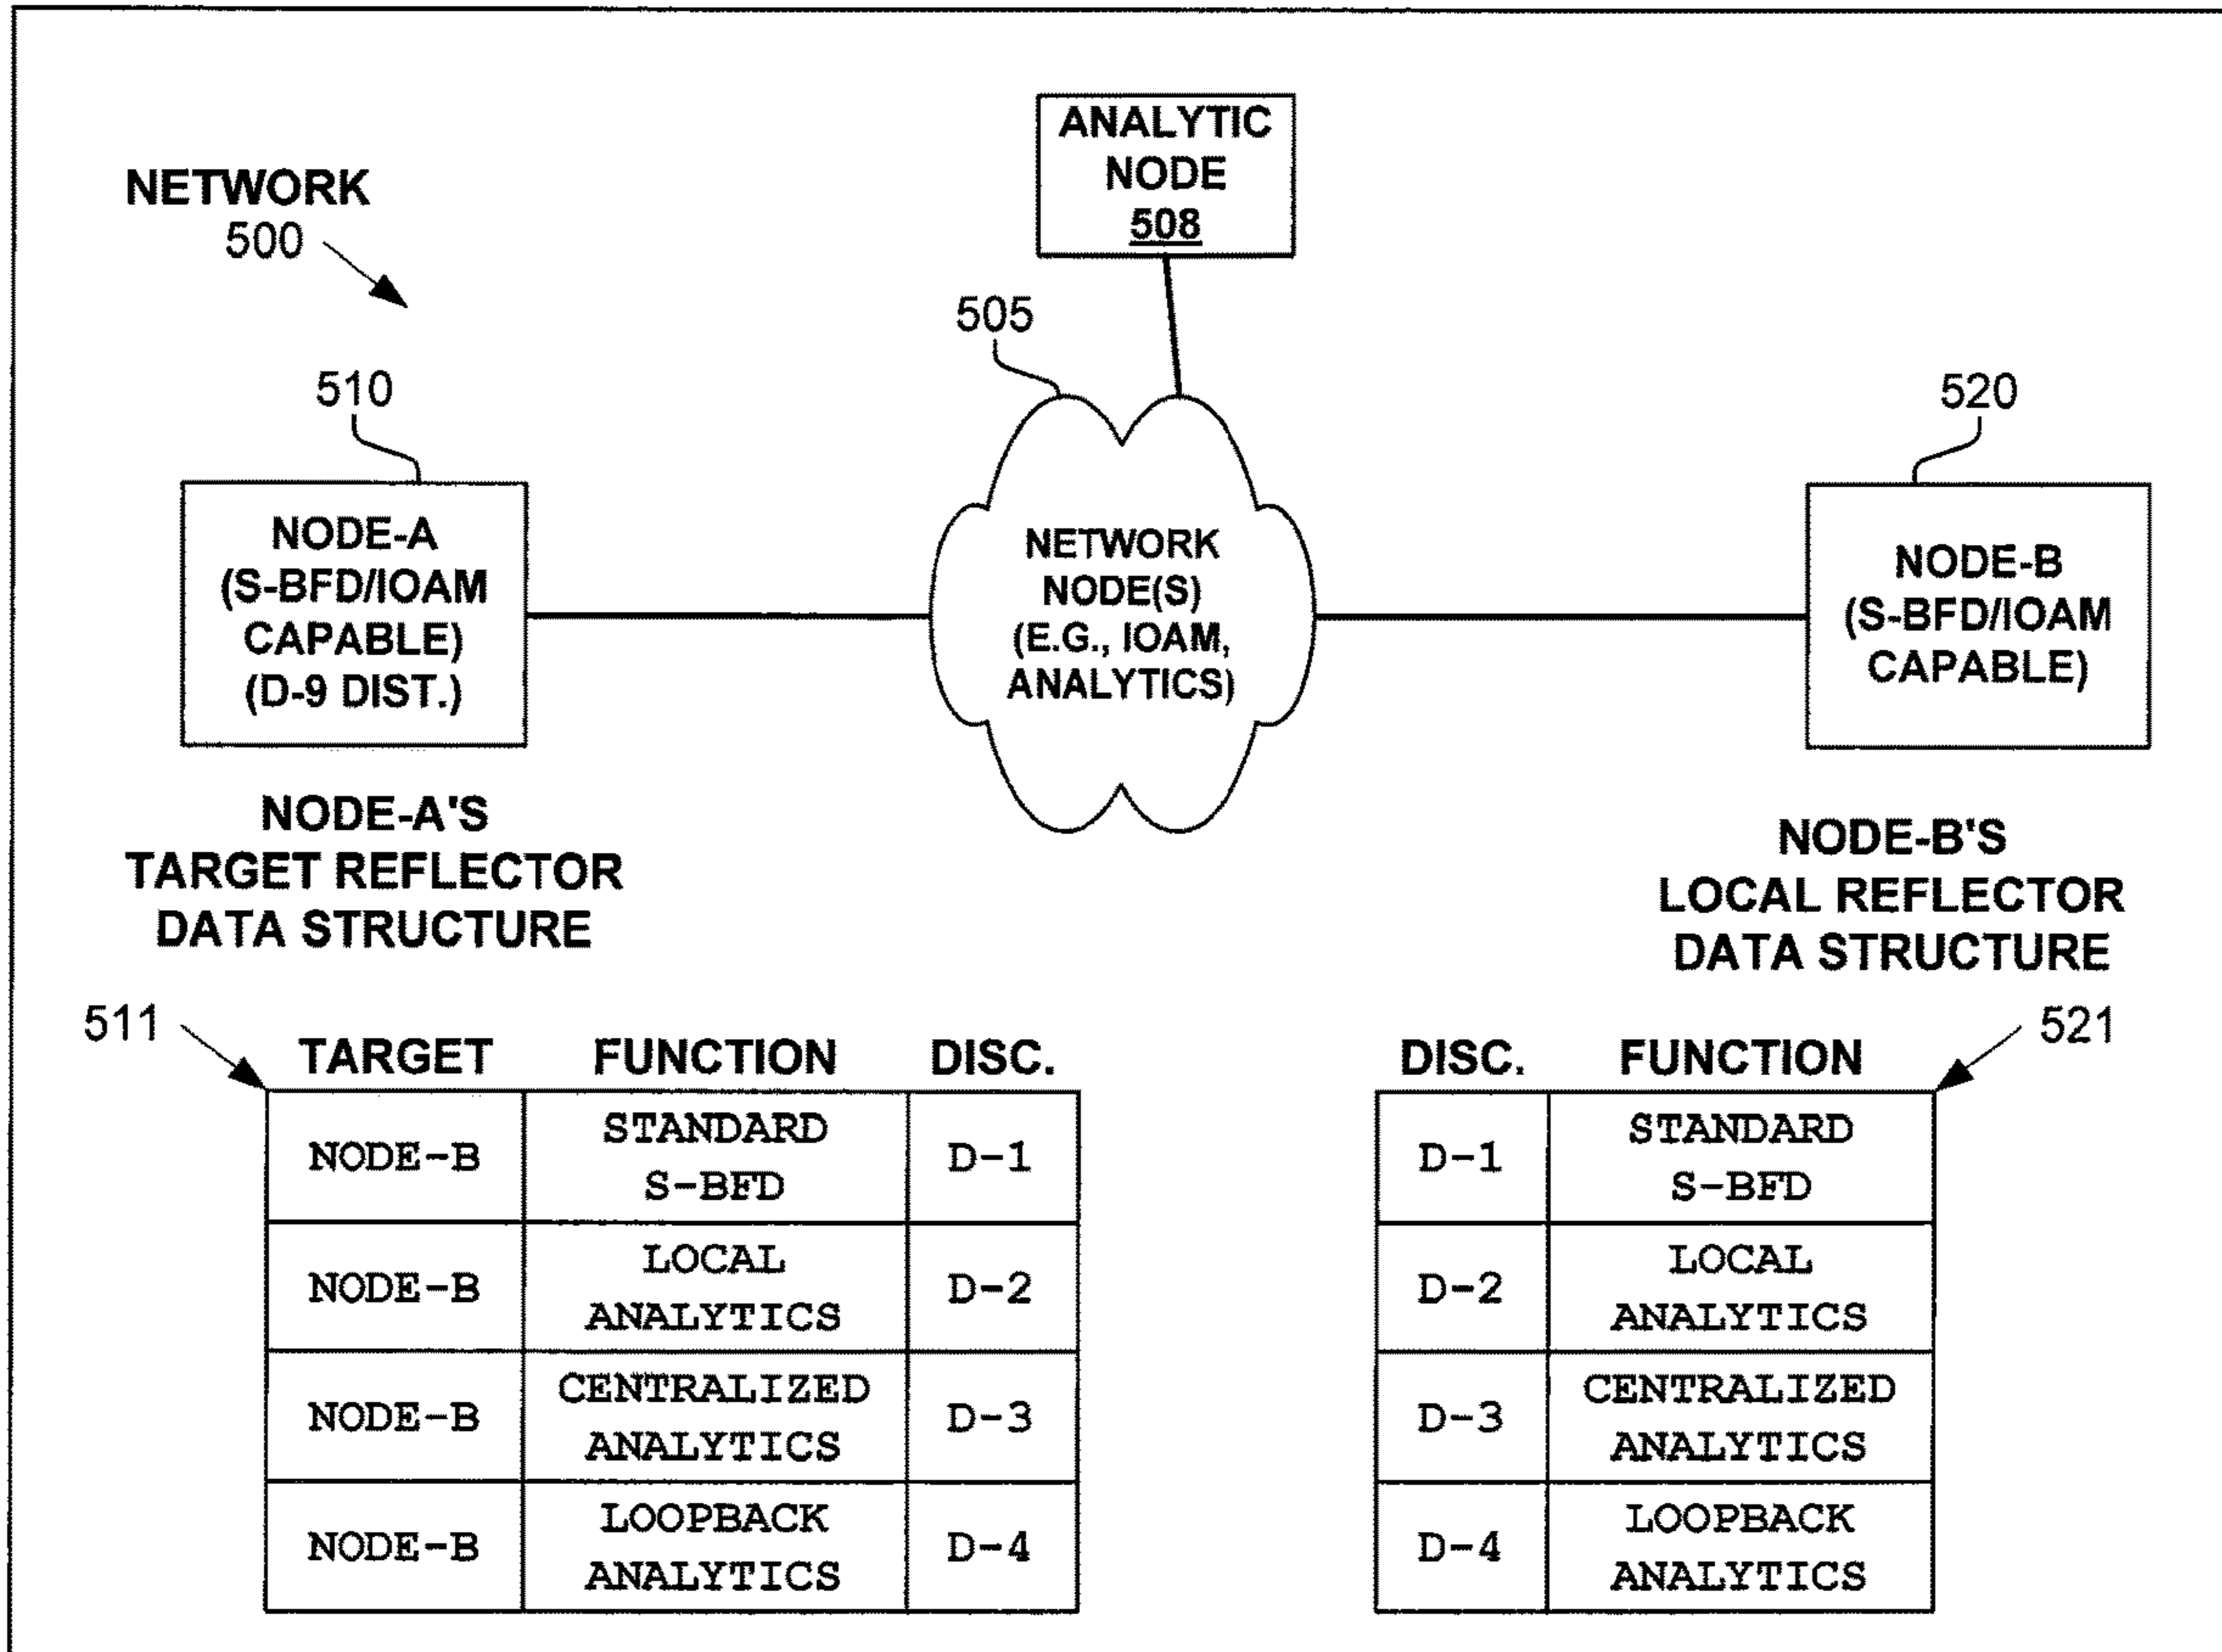 ANALYTIC
NODE
508
NETWORK
500
505
510
520
NODE-A
(S-BFD/IOAM
CAPABLE)
(D-9 DIST.)
NETWORK
NODE(S)
(E.G., IOAM,
ANALYTICS)
NODE-B
(S-BFD/IOAM
CAPABLE)
NODE-A'S
TARGET REFLECTOR
DATA STRUCTURE
NODE-B'S
LOCAL REFLECTOR
DATA STRUCTURE
511
TARGET FUNCTION DISC.
NODE-B STANDARD S-BFD D-1
NODE-B LOCAL ANALYTICS D-2
NODE-B CENTRALIZED ANALYTICS D-3
NODE-B LOOPBACK ANALYTICS D-4
521
DISC. FUNCTION
D-1 STANDARD S-BFD
D-2 LOCAL ANALYTICS
D-3 CENTRALIZED ANALYTICS
D-4 LOOPBACK ANALYTICS